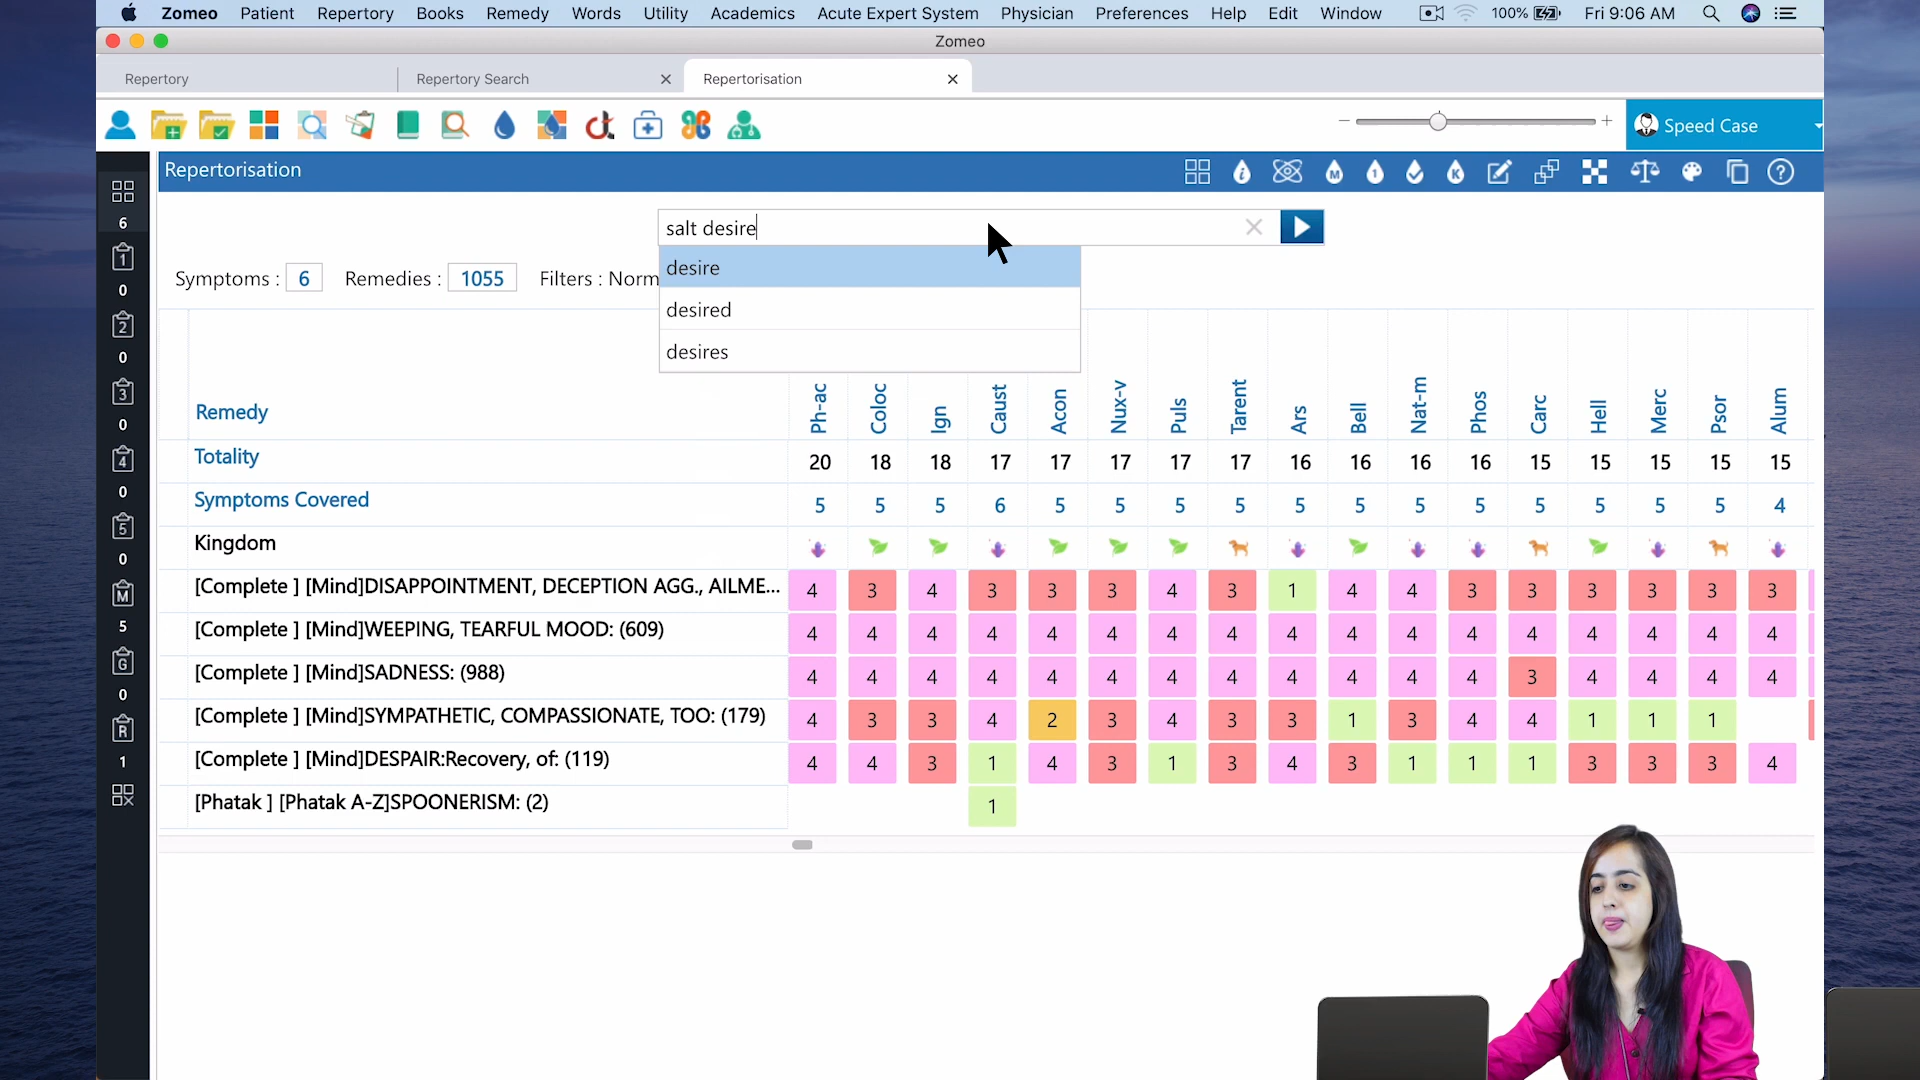 Zomeo Patient Repertory Books Remedy Words Utility Academics Acute Expert System Physician Preferences Help Edit Window 100% Fri 9:06 AM
Zomeo
Repertory Repertory Search Repertorisation
Speed Case
Repertorisation
salt desire
desire
Symptoms : 6 Remedies : 1055 Filters : Norm
desired
desires
Remedy Ph-ac Coloc Ign Caust Acon Nux-v Puls Tarent Ars Bell Nat-m Phos Carc Hell Merc Psor Alum
Totality 20 18 18 17 17 17 17 17 16 16 16 16 15 15 15 15 15
Symptoms Covered 5 5 5 6 5 5 5 5 5 5 5 5 5 5 5 5 4
Kingdom
[Complete ] [Mind]DISAPPOINTMENT, DECEPTION AGG., AILME... 4 3 4 3 3 3 4 3 1 4 4 3 3 3 3 3 3
[Complete ] [Mind]WEEPING, TEARFUL MOOD: (609) 4 4 4 4 4 4 4 4 4 4 4 4 4 4 4 4 4
[Complete ] [Mind]SADNESS: (988) 4 4 4 4 4 4 4 4 4 4 4 4 3 4 4 4 4
[Complete ] [Mind]SYMPATHETIC, COMPASSIONATE, TOO: (179) 4 3 3 4 2 3 4 3 3 1 3 4 4 1 1 1
[Complete ] [Mind]DESPAIR:Recovery, of: (119) 4 4 3 1 4 3 1 3 4 3 1 1 1 3 3 3 4
[Phatak ] [Phatak A-Z]SPOONERISM: (2) 1
6
1
0
2
0
3
0
4
0
5
0
M
5
G
0
R
1